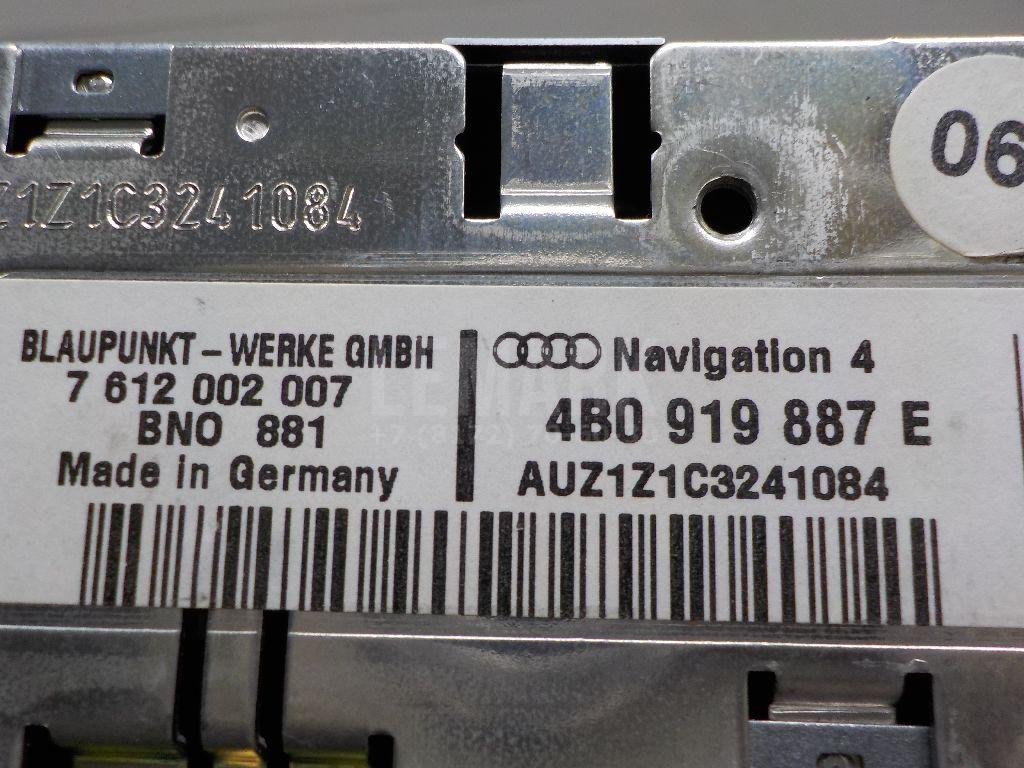 Z1Z1C3241084
06
BLAUPUNKT - WERKE GMBH
7 612 002 007
BNO 881
Made in Germany
Navigation 4
4B0 919 887 E
AUZ1Z1C3241084
LEMARK